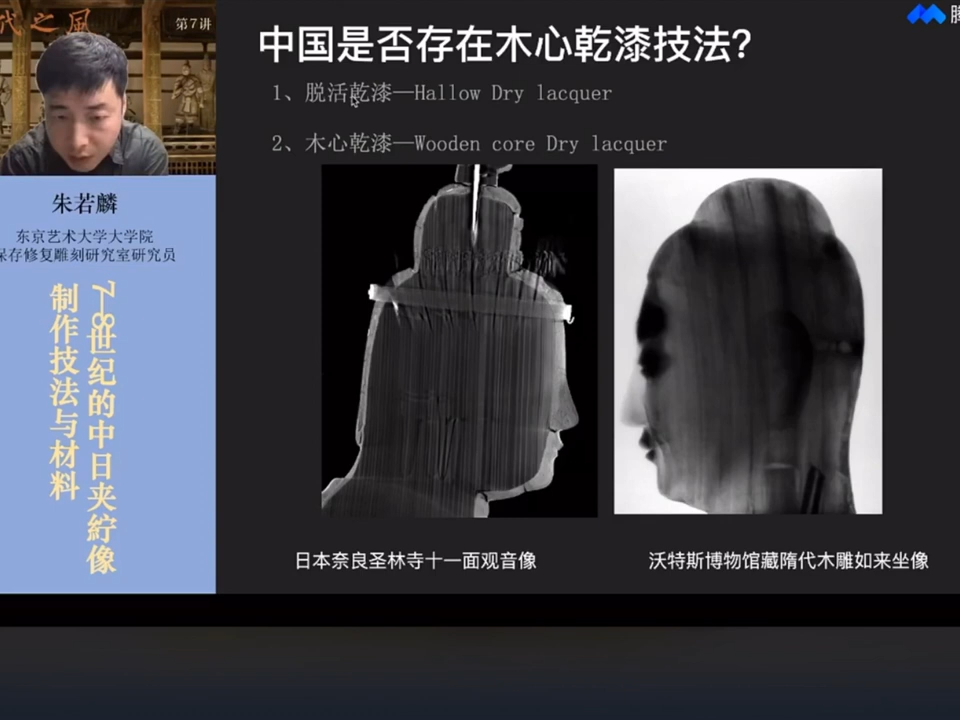 代之風
第7讲
朱若麟
东京艺术大学大学院
保存修复雕刻研究室研究员
7—8世纪的中日夹紵像
制作技法与材料
中国是否存在木心乾漆技法?
1、脱活乾漆—Hallow Dry lacquer
2、木心乾漆—Wooden core Dry lacquer
日本奈良圣林寺十一面观音像
沃特斯博物馆藏隋代木雕如来坐像